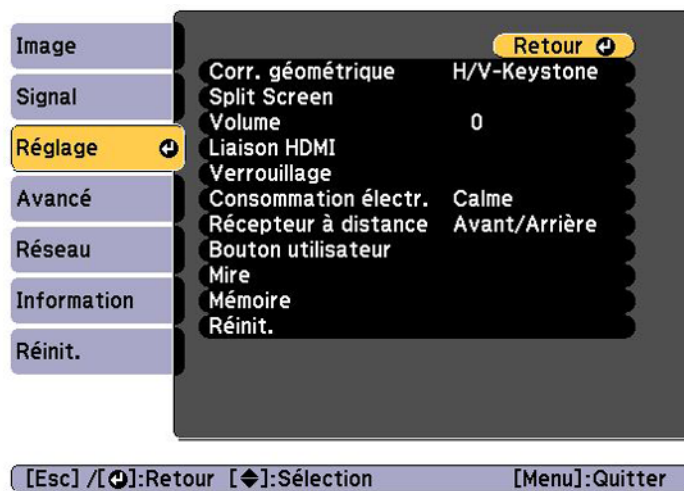 Image
Signal
Réglage
Avancé
Réseau
Information
Réinit.
Retour
Corr. géométrique H/V-Keystone
Split Screen
Volume 0
Liaison HDMI
Verrouillage
Consommation électr. Calme
Récepteur à distance Avant/Arrière
Bouton utilisateur
Mire
Mémoire
Réinit.
[Esc] /[⏎]:Retour [◆]:Sélection [Menu]:Quitter